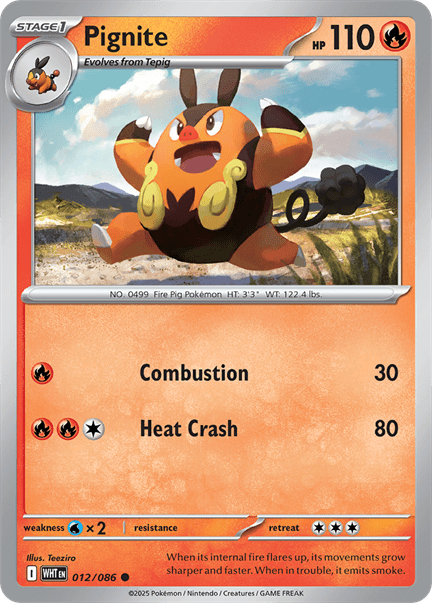 STAGE1
Pignite
HP 110
Evolves from Tepig
NO. 0499 Fire Pig Pokémon HT: 3'3" WT: 122.4 lbs.
Combustion 30
Heat Crash 80
weakness ×2 resistance retreat
Illus. Teeziro
When its internal fire flares up, its movements grow
sharper and faster. When in trouble, it emits smoke.
I WHT EN 012/086
©2025 Pokémon / Nintendo / Creatures / GAME FREAK